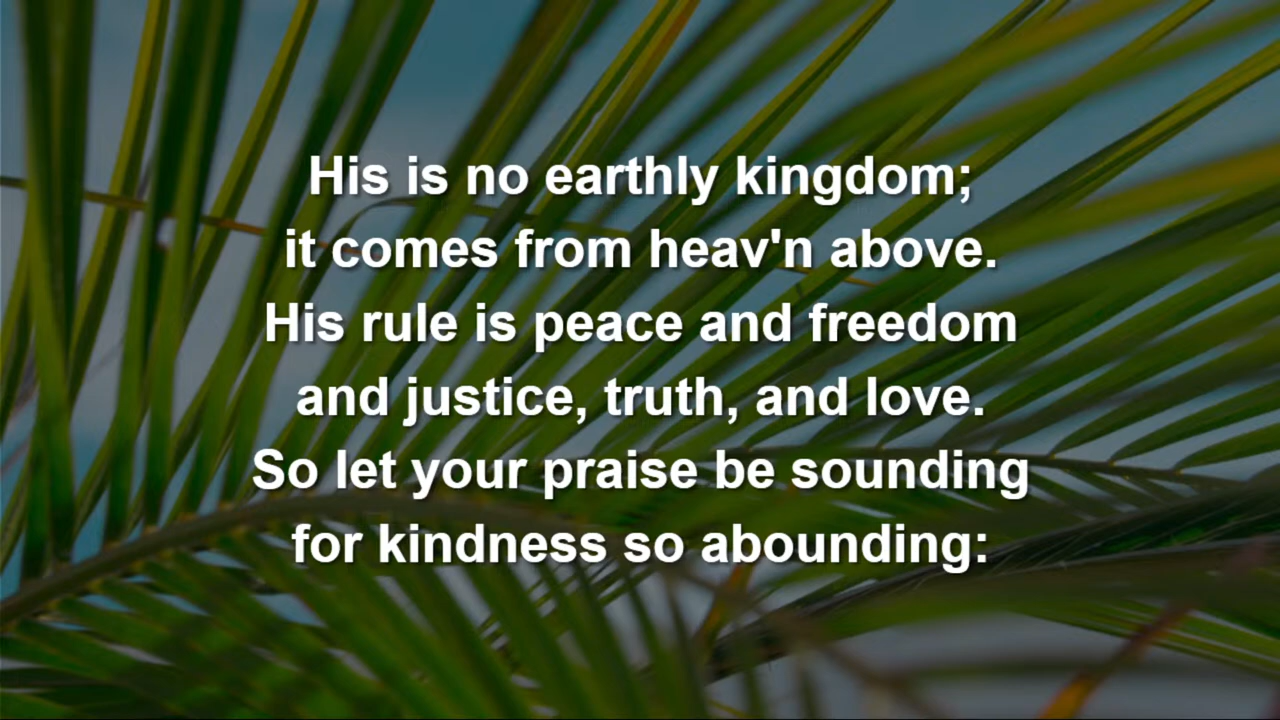 His is no earthly kingdom;
it comes from heav'n above.
His rule is peace and freedom
and justice, truth, and love.
So let your praise be sounding
for kindness so abounding: